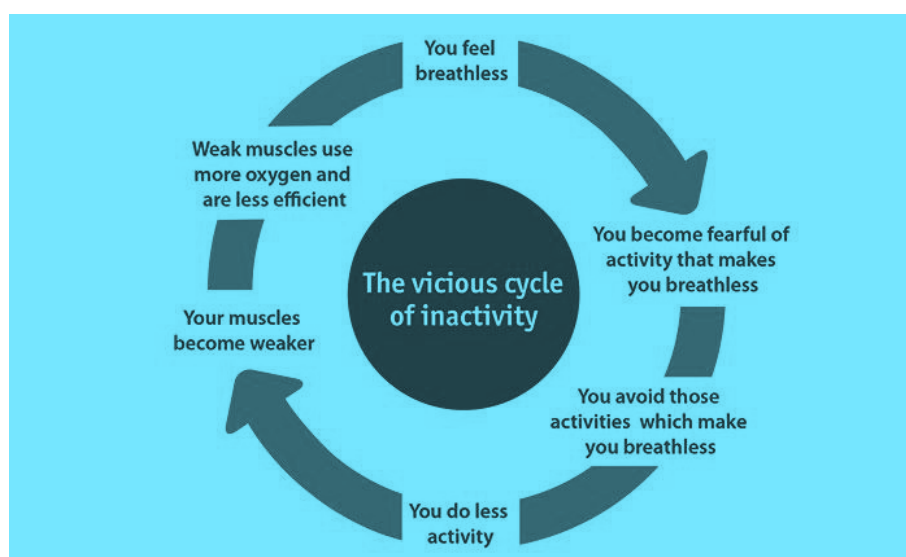 You feel
breathless
You become fearful of
activity that makes
you breathless
You avoid those
activities which make
you breathless
You do less
activity
Your muscles
become weaker
Weak muscles use
more oxygen and
are less efficient
The vicious cycle
of inactivity